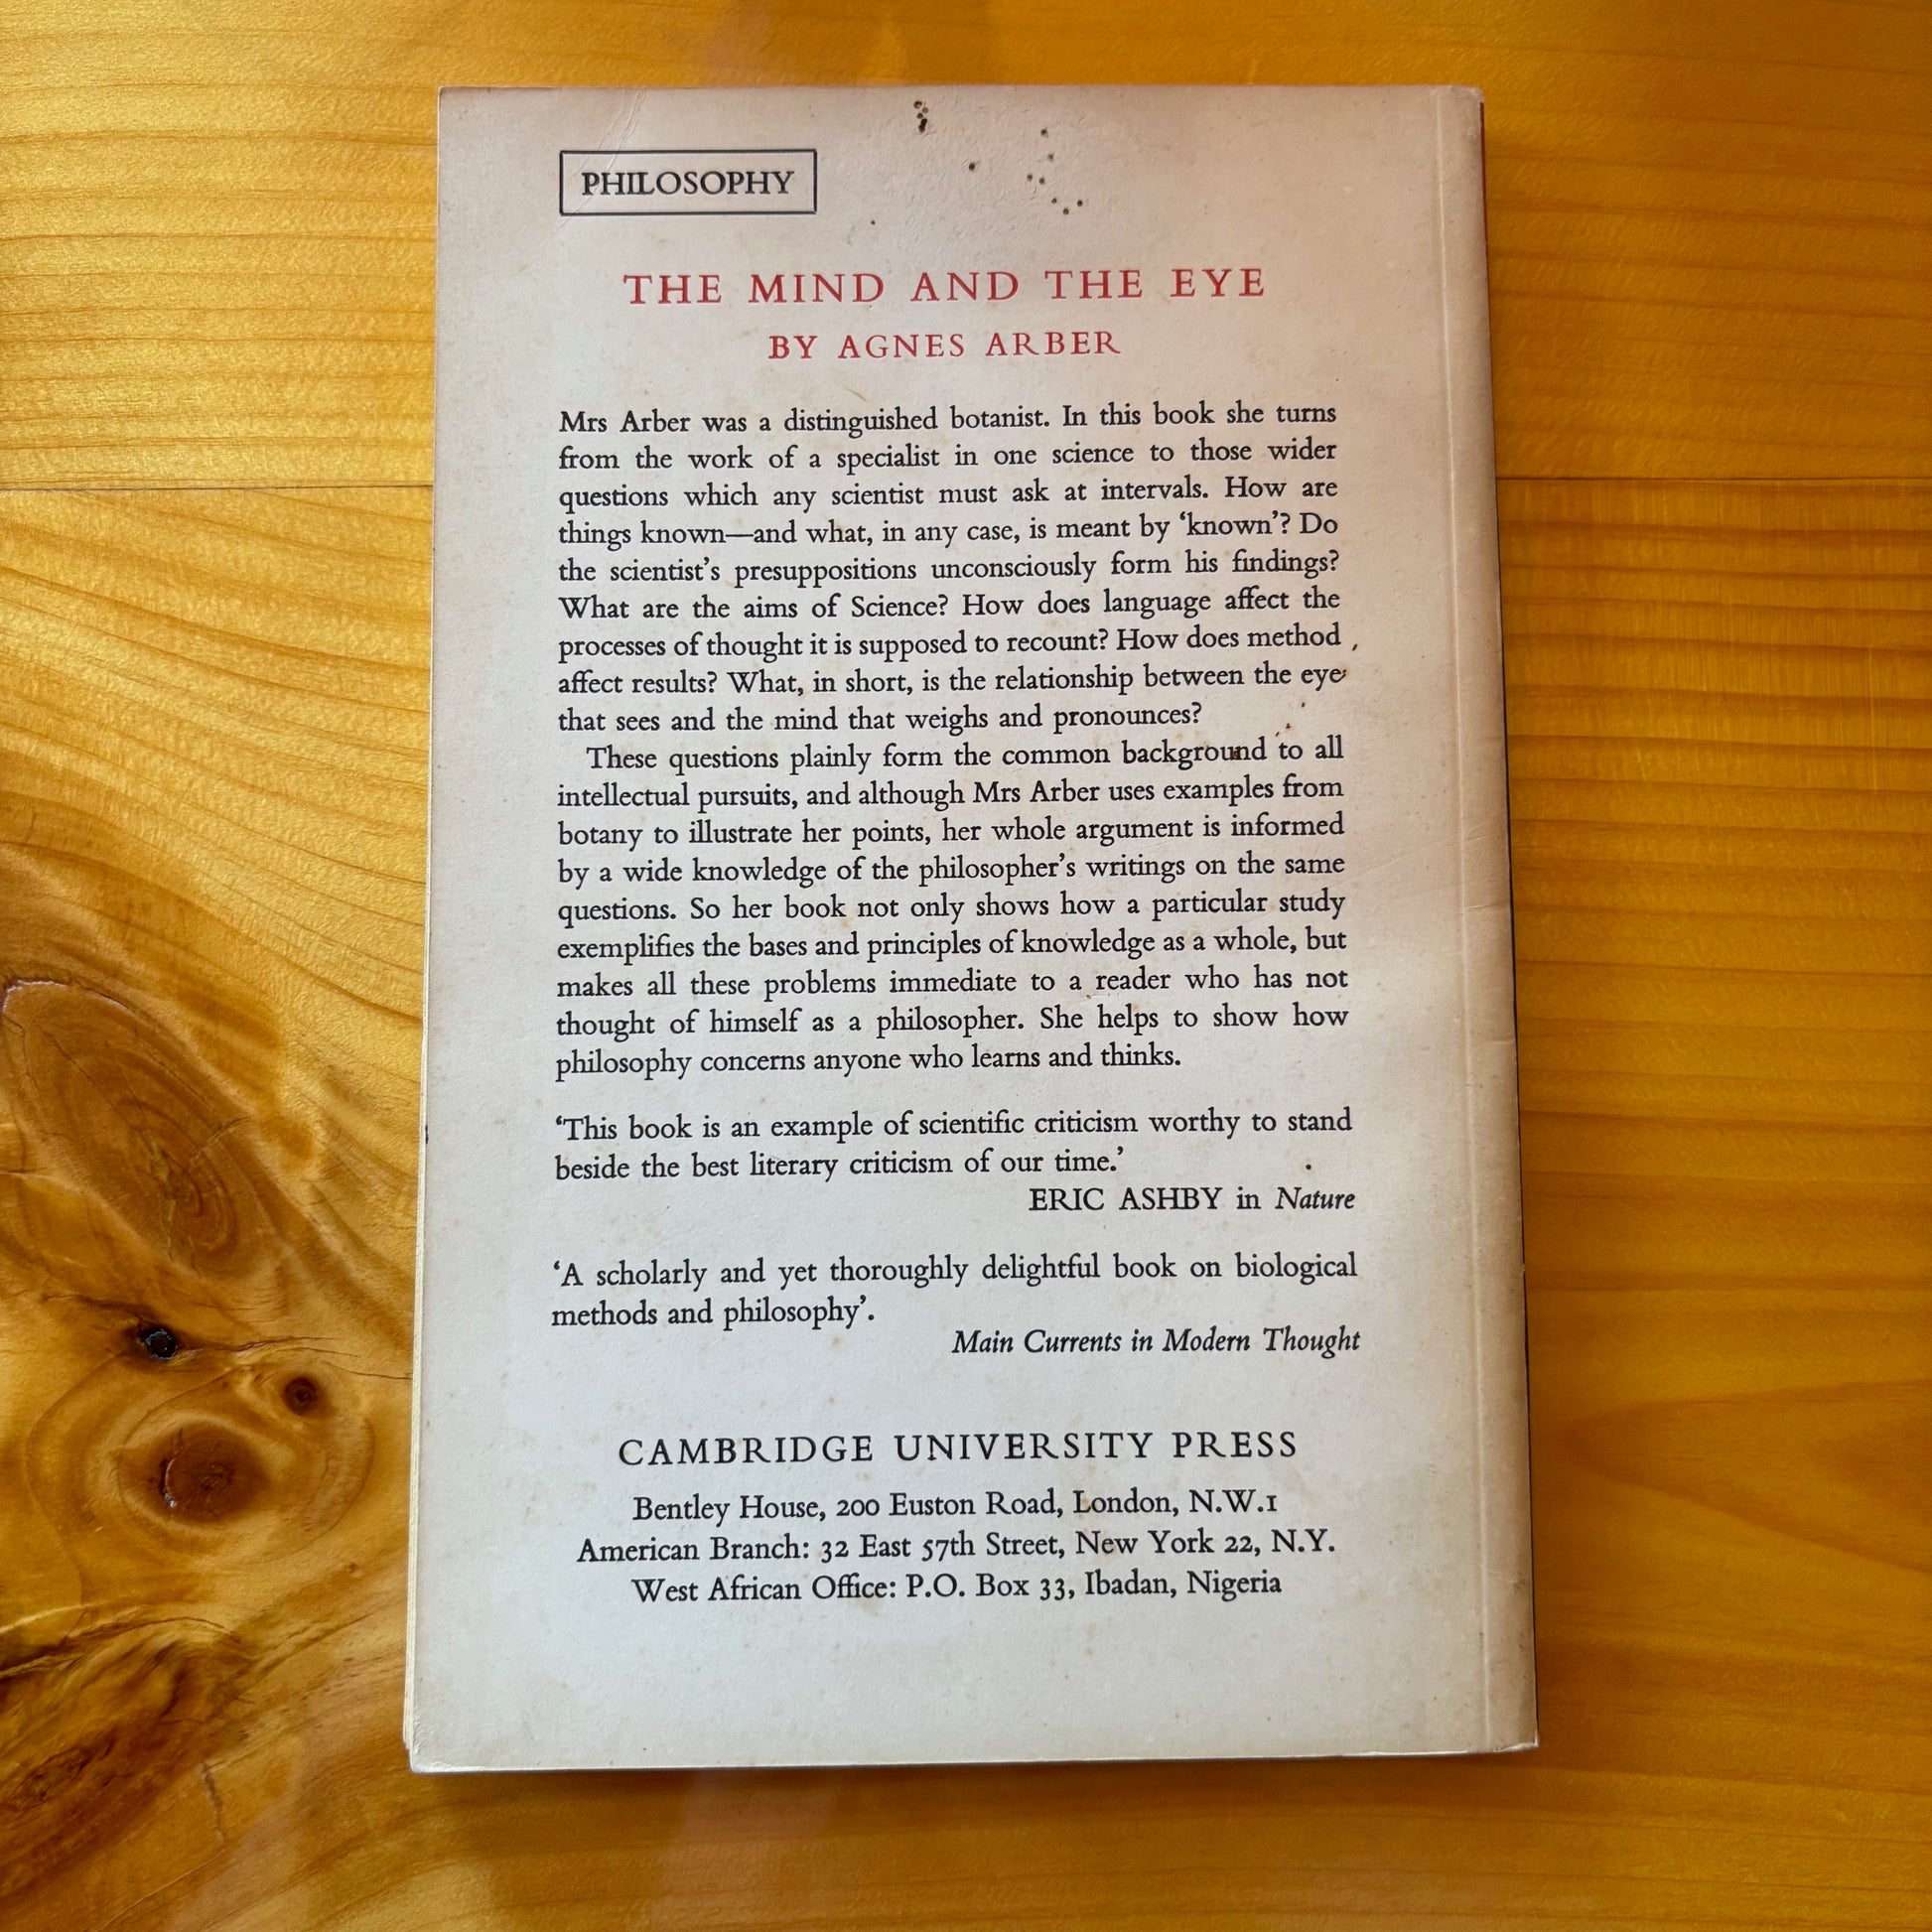 PHILOSOPHY
THE MIND AND THE EYE
BY AGNES ARBER
Mrs Arber was a distinguished botanist. In this book she turns
from the work of a specialist in one science to those wider
questions which any scientist must ask at intervals. How are
things known—and what, in any case, is meant by ‘known’? Do
the scientist’s presuppositions unconsciously form his findings?
What are the aims of Science? How does language affect the
processes of thought it is supposed to recount? How does method
affect results? What, in short, is the relationship between the eye
that sees and the mind that weighs and pronounces?
These questions plainly form the common background to all
intellectual pursuits, and although Mrs Arber uses examples from
botany to illustrate her points, her whole argument is informed
by a wide knowledge of the philosopher’s writings on the same
questions. So her book not only shows how a particular study
exemplifies the bases and principles of knowledge as a whole, but
makes all these problems immediate to a reader who has not
thought of himself as a philosopher. She helps to show how
philosophy concerns anyone who learns and thinks.
‘This book is an example of scientific criticism worthy to stand
beside the best literary criticism of our time.’
ERIC ASHBY in Nature
‘A scholarly and yet thoroughly delightful book on biological
methods and philosophy’.
Main Currents in Modern Thought
CAMBRIDGE UNIVERSITY PRESS
Bentley House, 200 Euston Road, London, N.W.1
American Branch: 32 East 57th Street, New York 22, N.Y.
West African Office: P.O. Box 33, Ibadan, Nigeria